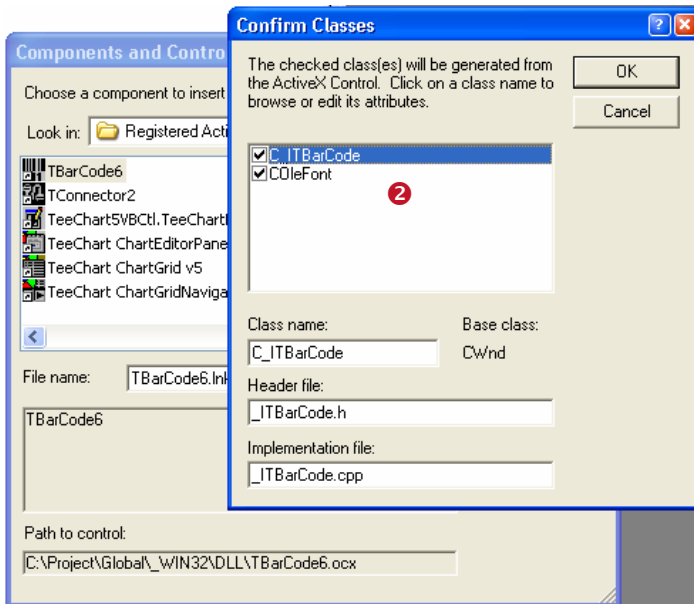 Components and Contro
Choose a component to insert
Look in: Registered Acti
TBarCode6
TConnector2
TeeChart5VBCtl.TeeChart
TeeChart ChartEditorPane
TeeChart ChartGrid v5
TeeChart ChartGridNaviga
File name: TBarCode6.lnk
TBarCode6
Path to control:
C:\Project\Global\_WIN32\DLL\TBarCode6.ocx
Confirm Classes
The checked class(es) will be generated from
the ActiveX Control. Click on a class name to
browse or edit its attributes.
OK
Cancel
C_ITBarCode
COleFont
2
Class name: Base class:
C_ITBarCode CWnd
Header file:
_ITBarCode.h
Implementation file:
_ITBarCode.cpp